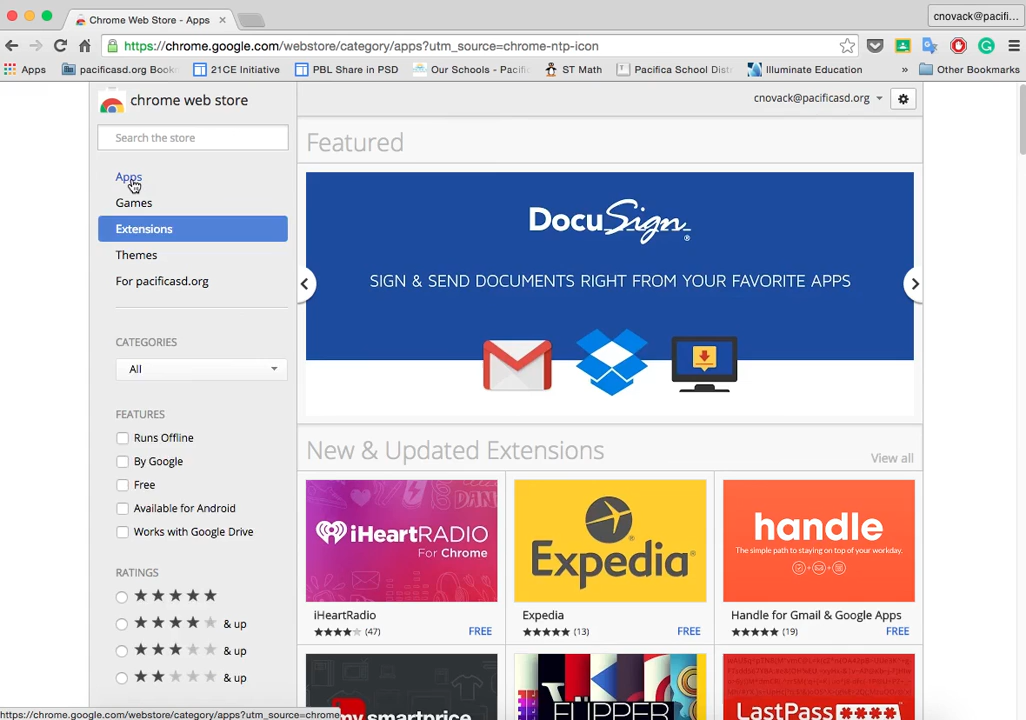 Chrome Web Store - Apps
cnovack@pacifi...
https://chrome.google.com/webstore/category/apps?utm_source=chrome-ntp-icon
Apps
pacificasd.org Book
21CE Initiative
PBL Share in PSD
Our Schools - Pacific
ST Math
Pacifica School Dist
Illuminate Education
»
Other Bookmarks
chrome web store
cnovack@pacificasd.org
Search the store
Apps
Games
Extensions
Themes
For pacificasd.org
CATEGORIES
All
FEATURES
Runs Offline
By Google
Free
Available for Android
Works with Google Drive
RATINGS
& up
& up
& up
Featured
DocuSign®
SIGN & SEND DOCUMENTS RIGHT FROM YOUR FAVORITE APPS
New & Updated Extensions
View all
iHeartRADIO
For Chrome
Expedia®
handle
The simple path to staying on top of your workday.
iHeartRadio
(47)
FREE
Expedia
(13)
FREE
Handle for Gmail & Google Apps
(19)
FREE
my smartprice
FLIPPER
LastPass
https://chrome.google.com/webstore/category/apps?utm_source=chrome